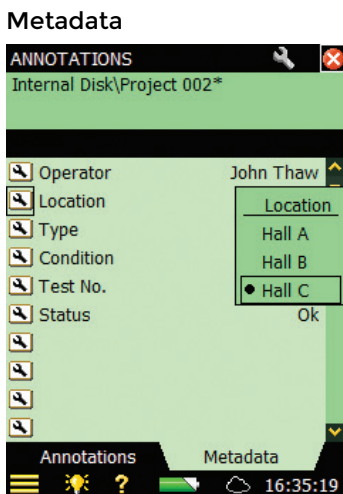 Metadata
ANNOTATIONS
Internal Disk\Project 002*
Operator John Thaw
Location Location
Type Hall A
Condition Hall B
Test No. Hall C
Status Ok
Annotations Metadata
? 16:35:19